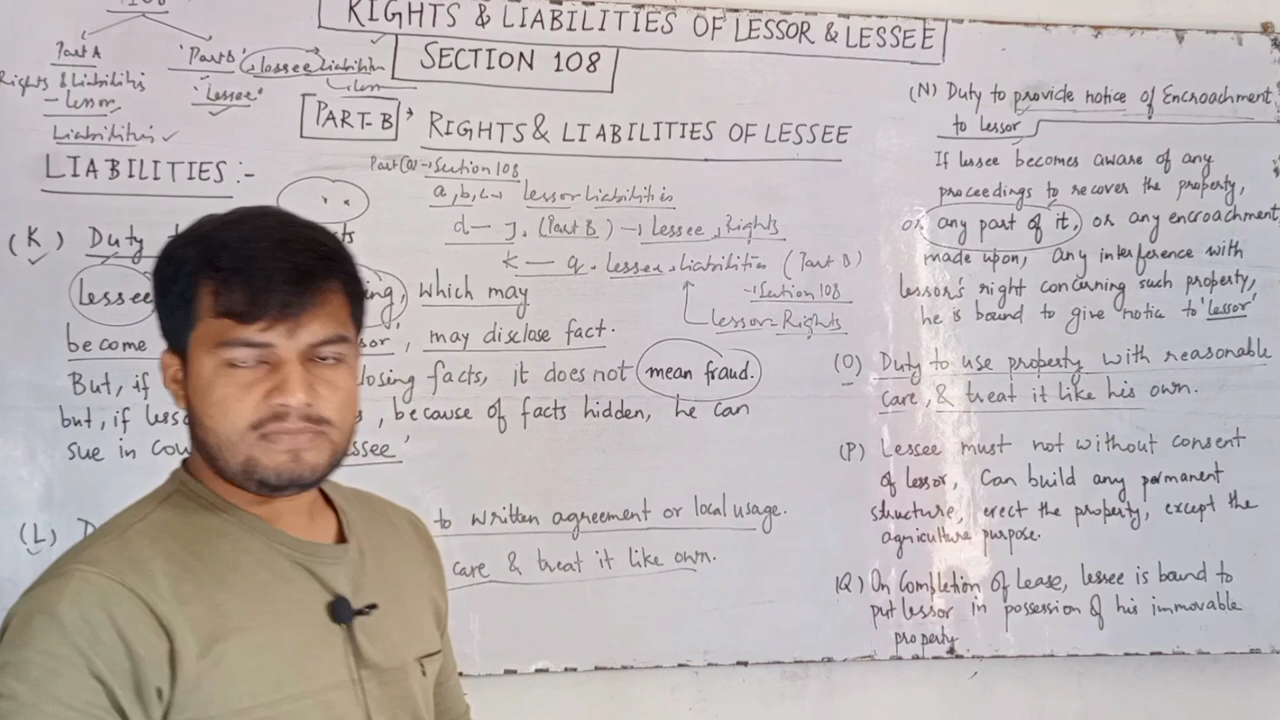 RIGHTS & LIABILITIES OF LESSOR & LESSEE
SECTION 108
Part A
Rights & Liabilities
- Lessor
Liabilities
'Part B'
'Lessee'
Lessee Liabilities
PART-B
RIGHTS & LIABILITIES OF LESSEE
LIABILITIES :-
Section 108
a, b, c → lessor liabilities
d — j. (Part B) → Lessee, Rights
k — q. lessee, liabilities (Part B)
- Section 108
Lessor - Rights
(K) Duty
Lessee which may
become may disclose fact.
But, if losing facts, it does not mean fraud.
but, if , because of facts hidden, he can
sue in
(L) to written agreement or local usage.
care & treat it like own.
(N) Duty to provide notice of Encroachment
to lessor
If lessee becomes aware of any
proceedings to recover the property,
or any part of it, or any encroachment
made upon, any interference with
lessor's right concerning such property,
he is bound to give notice to 'lessor'
(O) Duty to use property with reasonable
care, & treat it like his own.
(P) Lessee must not without consent
of lessor, Can build any permanent
structure, erect the property, except the
agriculture purpose.
(Q) On Completion of Lease, lessee is bound to
put lessor in possession of his immovable
property.